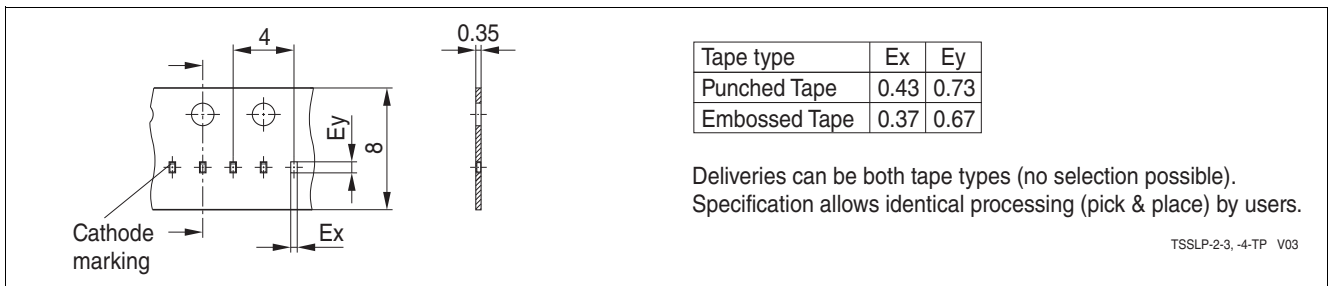 4
0.35
Ey
8
Cathode
marking
Ex
Tape type Ex Ey
Punched Tape 0.43 0.73
Embossed Tape 0.37 0.67
Deliveries can be both tape types (no selection possible).
Specification allows identical processing (pick & place) by users.
TSSLP-2-3, -4-TP V03